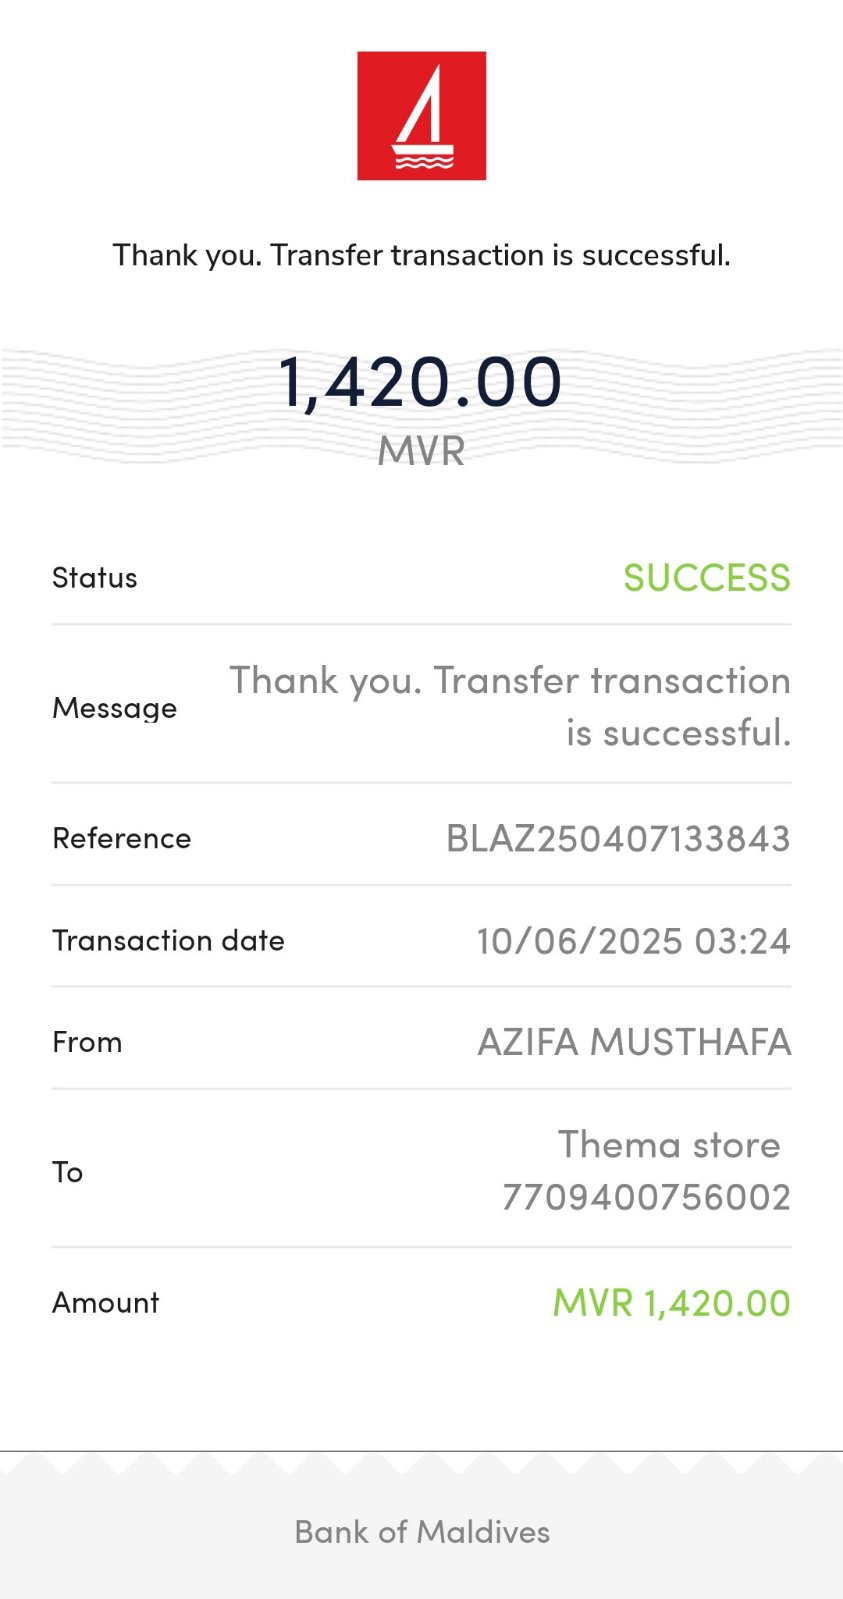 Thank you. Transfer transaction is successful.
1,420.00
MVR
Status
SUCCESS
Message
Thank you. Transfer transaction
is successful.
Reference
BLAZ250407133843
Transaction date
10/06/2025 03:24
From
AZIFA MUSTHAFA
To
Thema store
7709400756002
Amount
MVR 1,420.00
Bank of Maldives